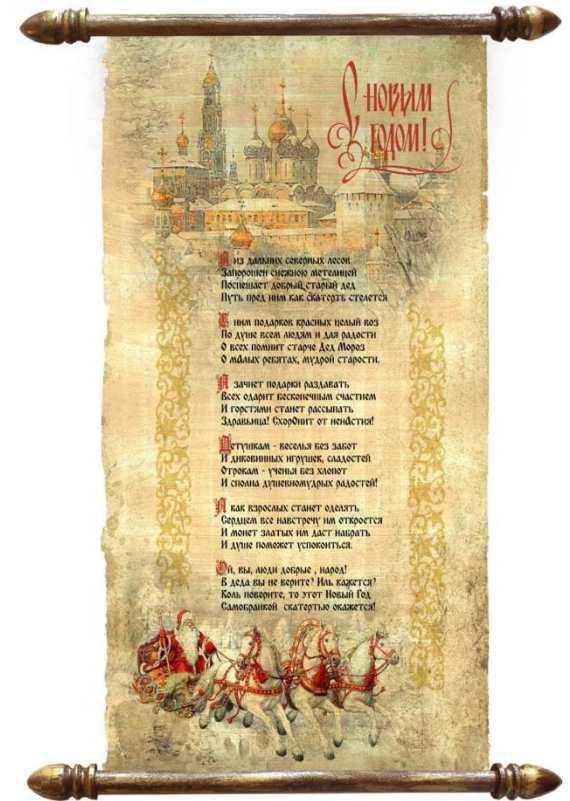 С НОВЫМ
ГОДОМ!
А из дальних северных лесов
Запорошен снежною метелицей
Поспешает добрый, старый дед
Путь пред ним как скатерть стелется
С ним подарков красных целый воз
По душе всем людям и для радости
О всех помнит старче Дед Мороз
О мАлых ребятах, мудрой старости.
А зачнет подарки раздавать
Всех одарит бесконечным счастием
И горстями станет рассыпать
Здравьица! СхорОнит от ненАстия!
Детушкам - веселья без забот
И диковинных игрушек, сладостей
Отрокам - ученья без хлопот
И сполна душевномудрых радостей!
А как взрослых станет оделять
Сердцем все навстречу им откроется
И монет златых им даст набрать
И душе поможет успокоиться.
Ой, вы, люди добрые , народ!
В деда вы не верите? Иль кажется?
Коль поверите, то этот Новый Год
Самобранкой скатертью окажется!